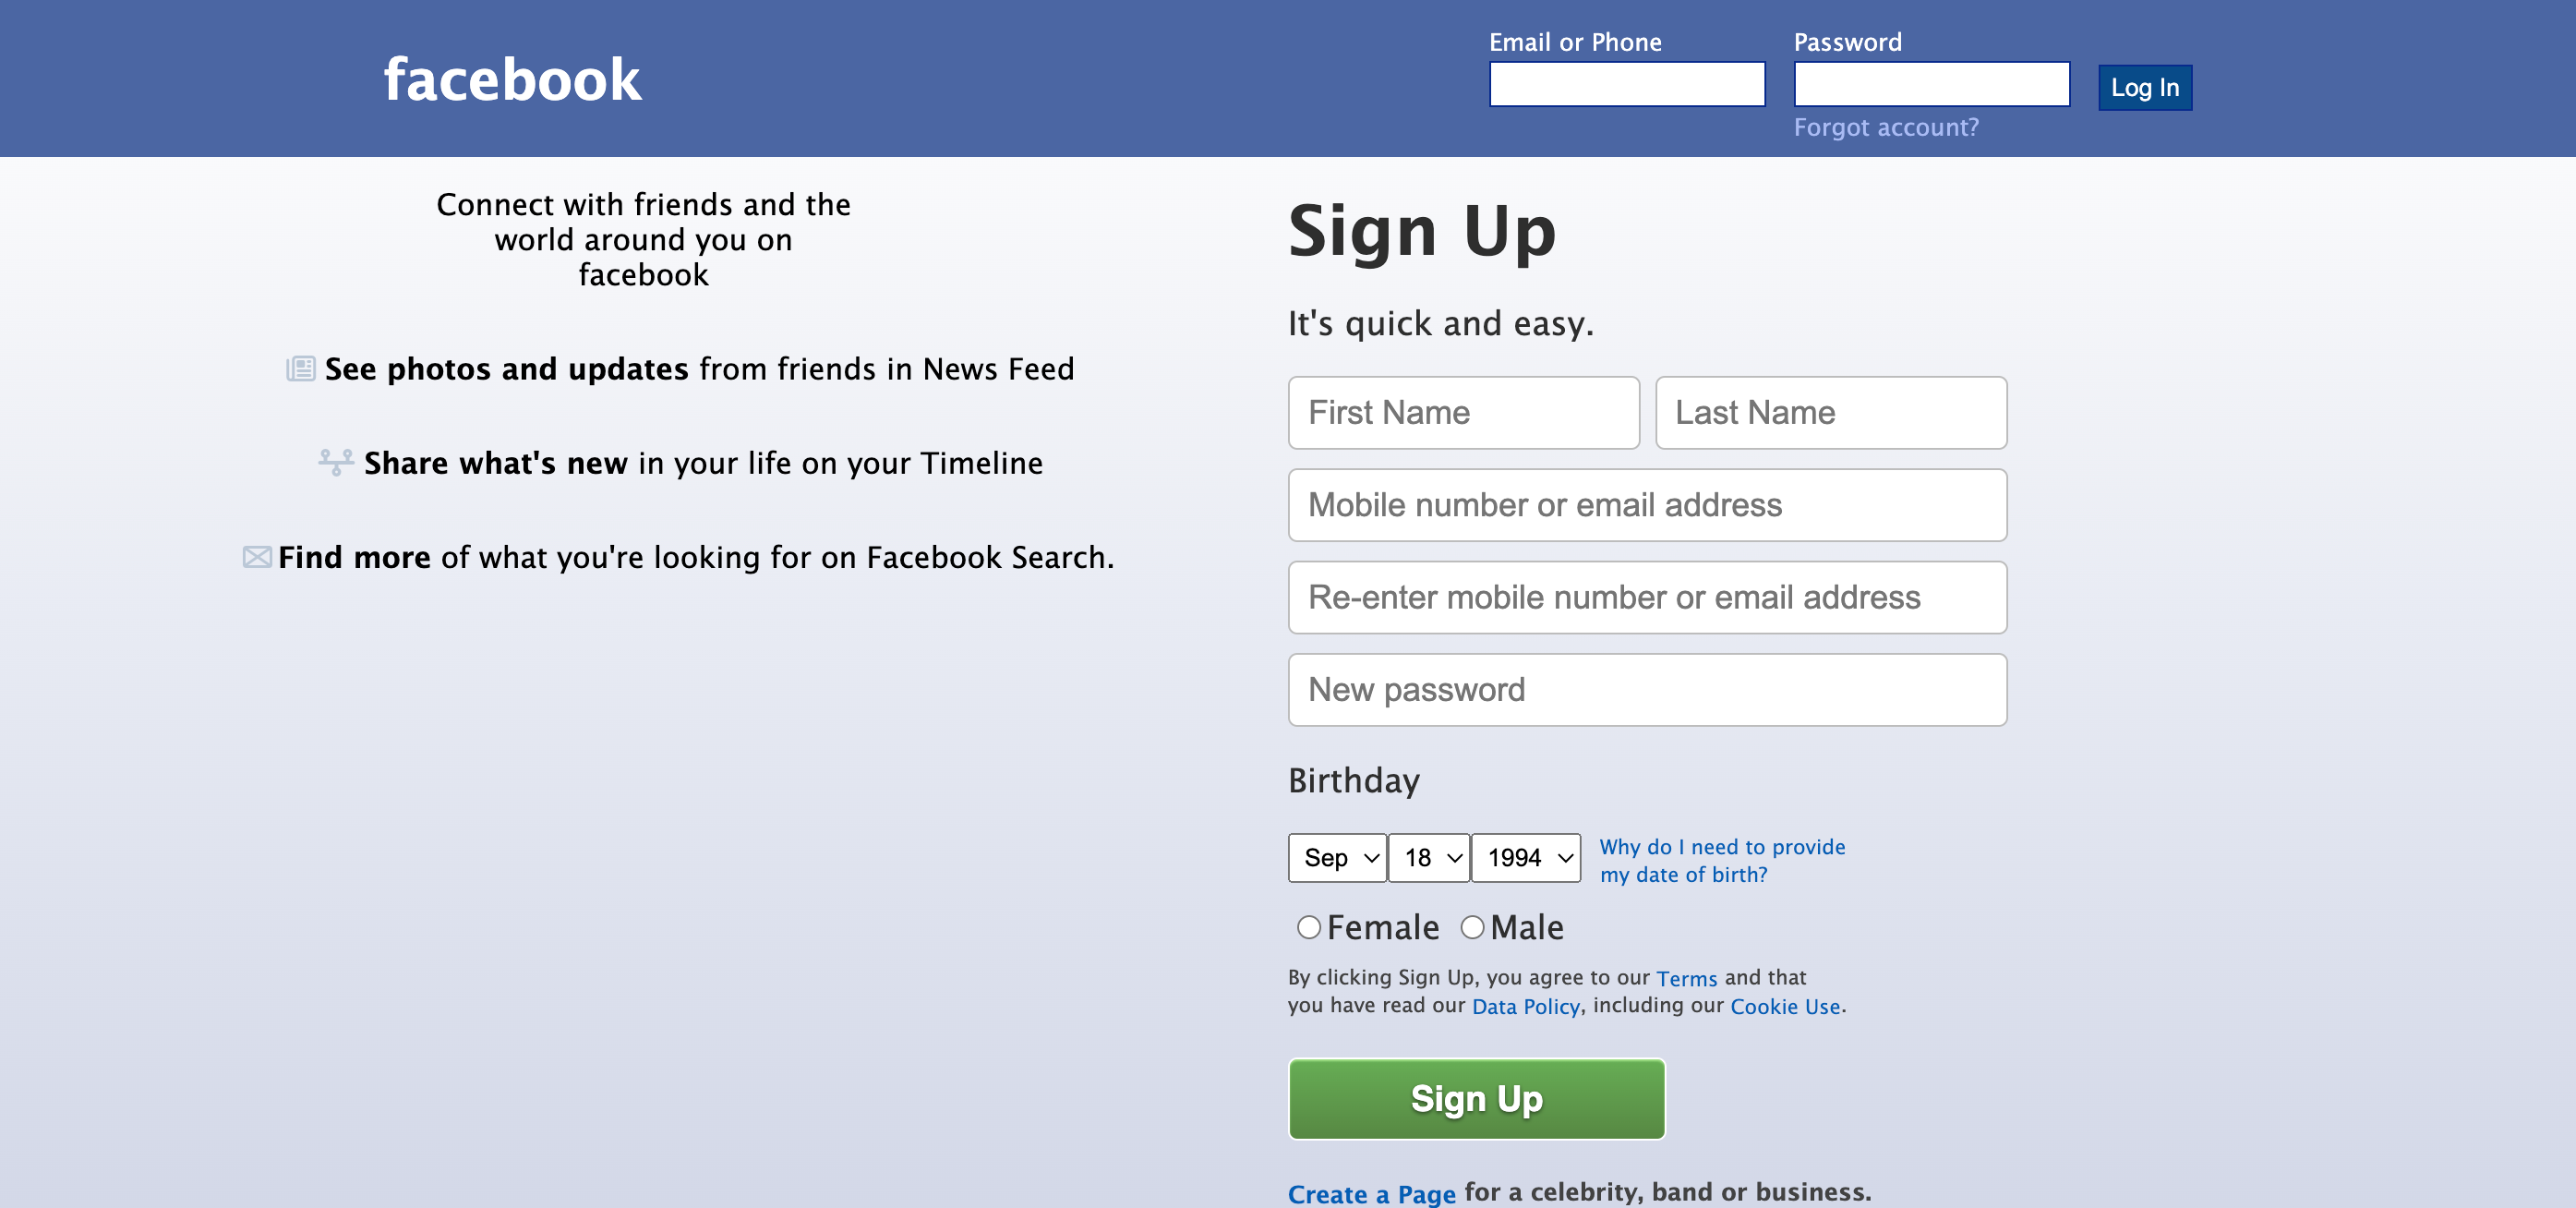 facebook
Email or Phone
Password
Log In
Forgot account?
Connect with friends and the
world around you on
facebook
See photos and updates from friends in News Feed
Share what's new in your life on your Timeline
Find more of what you're looking for on Facebook Search.
Sign Up
It's quick and easy.
First Name
Last Name
Mobile number or email address
Re-enter mobile number or email address
New password
Birthday
Sep 18 1994
Why do I need to provide
my date of birth?
Female Male
By clicking Sign Up, you agree to our Terms and that
you have read our Data Policy, including our Cookie Use.
Sign Up
Create a Page for a celebrity, band or business.